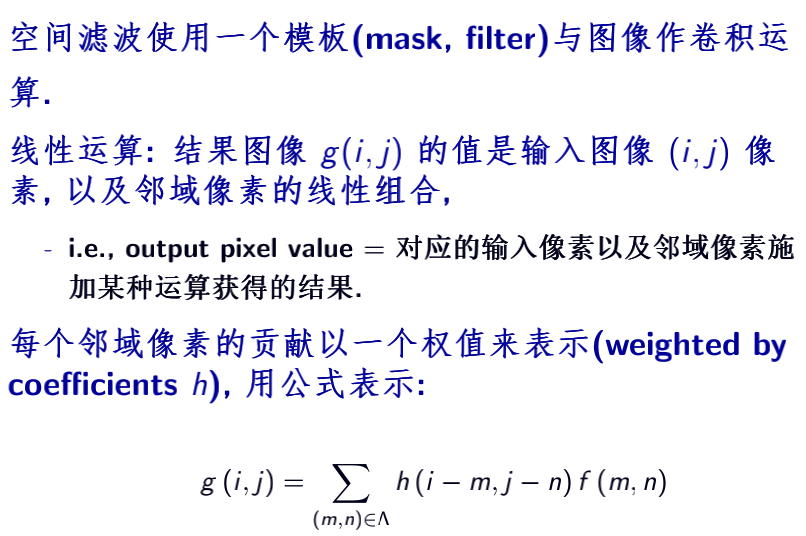 空间滤波使用一个模板(mask, filter)与图像作卷积运
算.
线性运算: 结果图像 g(i, j) 的值是输入图像 (i, j) 像
素, 以及邻域像素的线性组合,
- i.e., output pixel value = 对应的输入像素以及邻域像素施
加某种运算获得的结果.
每个邻域像素的贡献以一个权值来表示(weighted by
coefficients h), 用公式表示:
g (i, j) = ∑ h (i − m, j − n) f (m, n)
(m,n)∈Λ